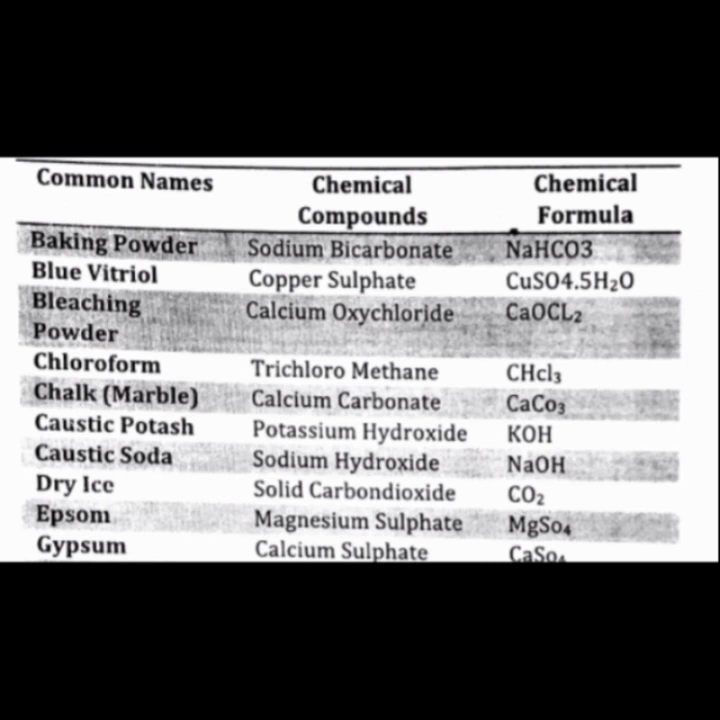 Common Names Chemical Compounds Chemical Formula
Baking Powder Sodium Bicarbonate NaHCO3
Blue Vitriol Copper Sulphate CuSO4.5H₂O
Bleaching Powder Calcium Oxychloride CaOCL₂
Chloroform Trichloro Methane CHcl₃
Chalk (Marble) Calcium Carbonate CaCo₃
Caustic Potash Potassium Hydroxide KOH
Caustic Soda Sodium Hydroxide NaOH
Dry Ice Solid Carbondioxide CO₂
Epsom Magnesium Sulphate MgSo₄
Gypsum Calcium Sulphate CaSo₄